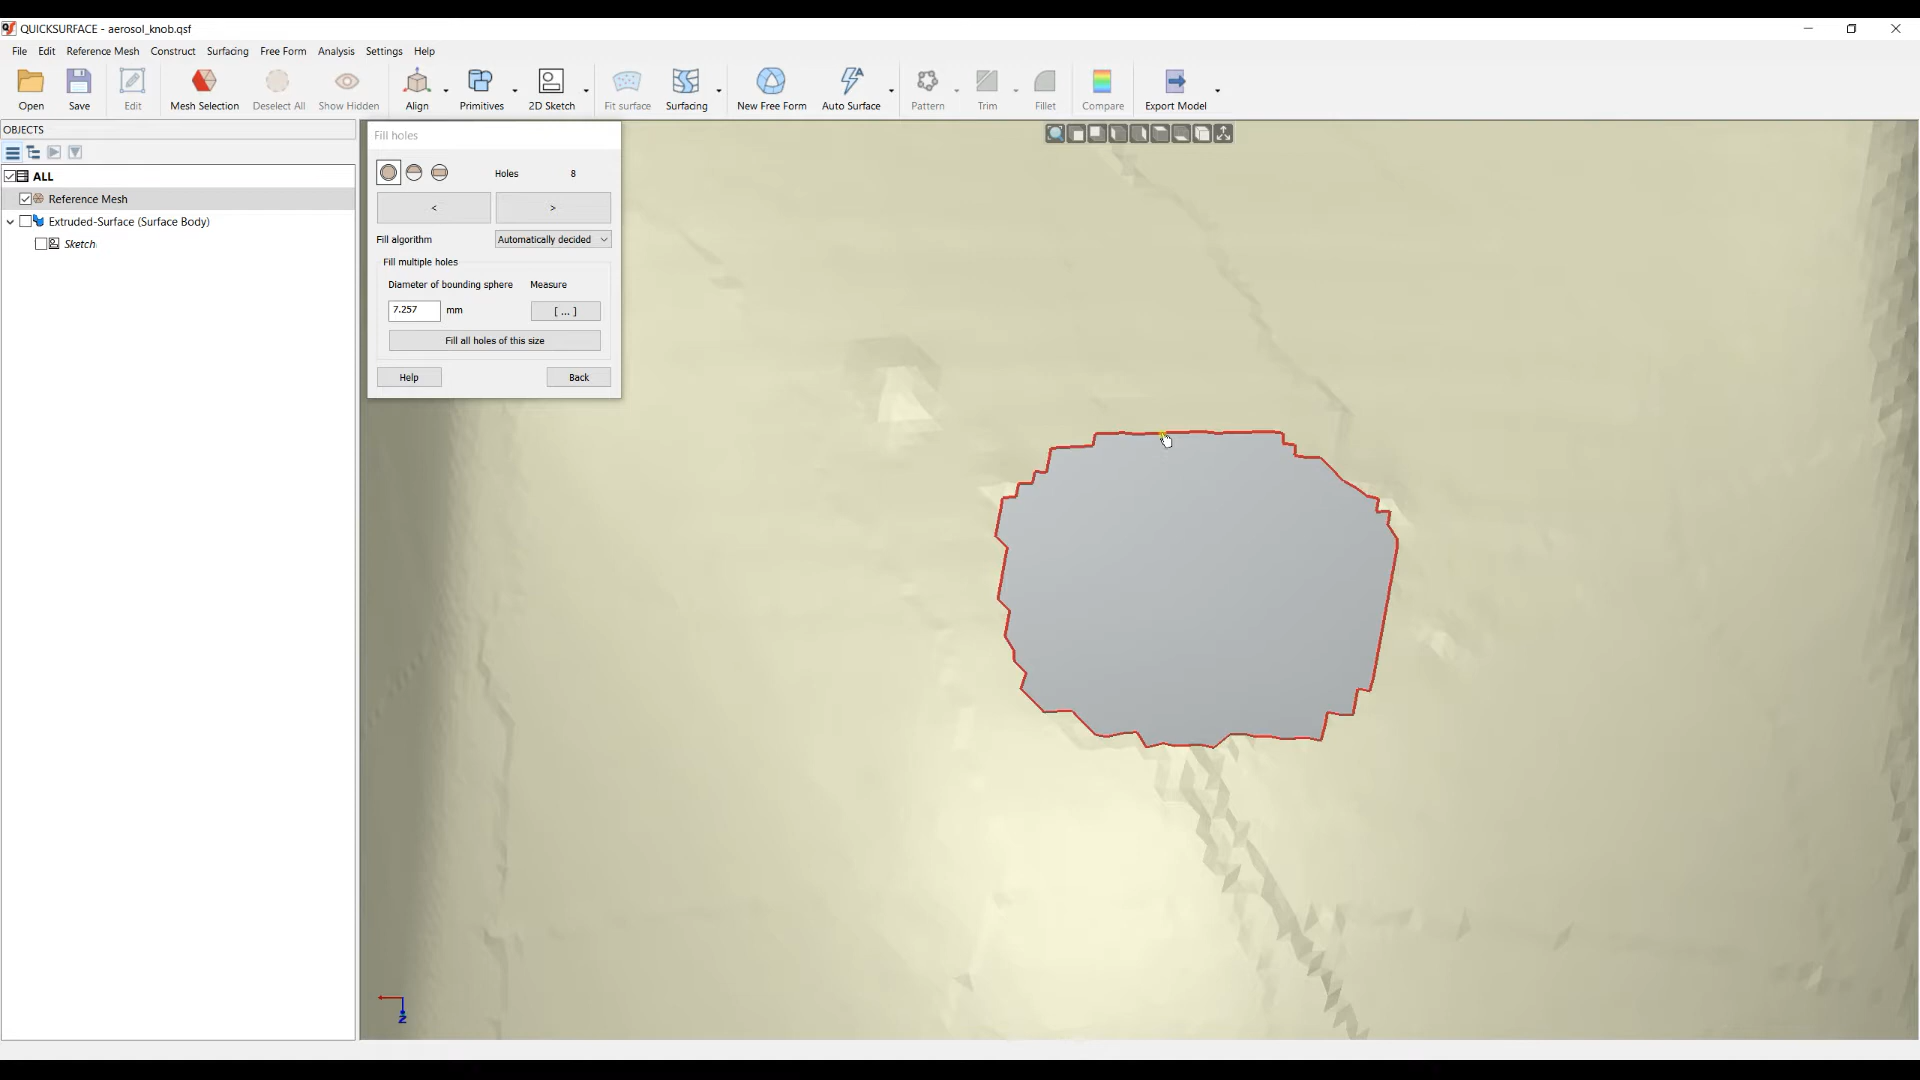 QUICKSURFACE - aerosol_knob.qsf
File Edit Reference Mesh Construct Surfacing Free Form Analysis Settings Help
Open Save Edit Mesh Selection Deselect All Show Hidden Align Primitives 2D Sketch Fit surface Surfacing New Free Form Auto Surface Pattern Trim Fillet Compare Export Model
OBJECTS
ALL
Reference Mesh
Extruded-Surface (Surface Body)
Sketch
Fill holes
Holes 8
< >
Fill algorithm Automatically decided
Fill multiple holes
Diameter of bounding sphere Measure
7.257 mm [ ... ]
Fill all holes of this size
Help Back
Z